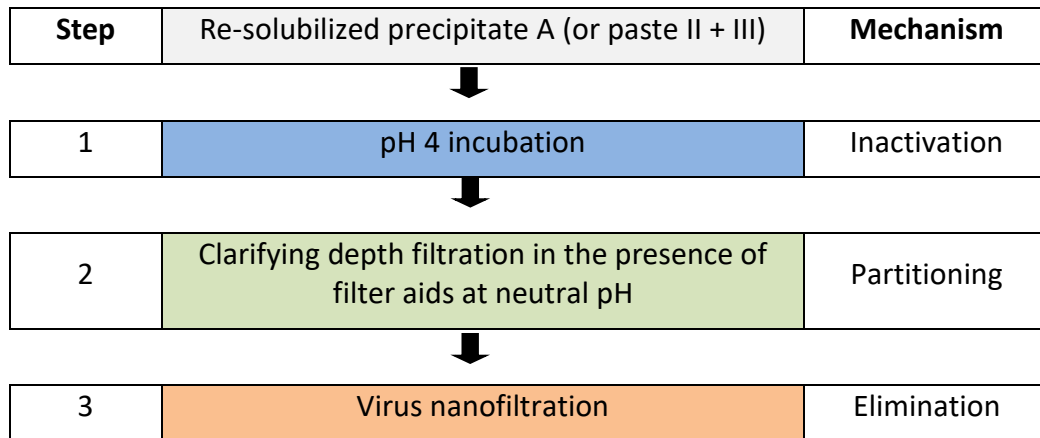 Step Re-solubilized precipitate A (or paste II + III) Mechanism
1 pH 4 incubation Inactivation
2 Clarifying depth filtration in the presence of
filter aids at neutral pH Partitioning
3 Virus nanofiltration Elimination